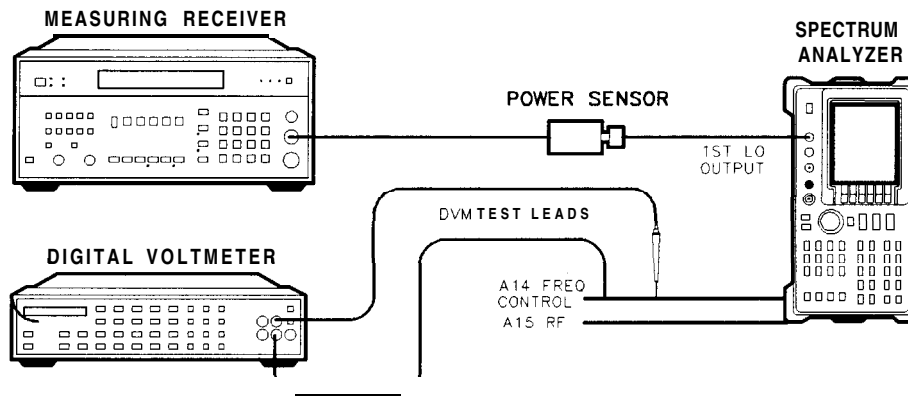 MEASURING RECEIVER
SPECTRUM
ANALYZER
POWER SENSOR
1ST LO
OUTPUT
DVM TEST LEADS
DIGITAL VOLTMETER
A14 FREQ
CONTROL
A15 RF